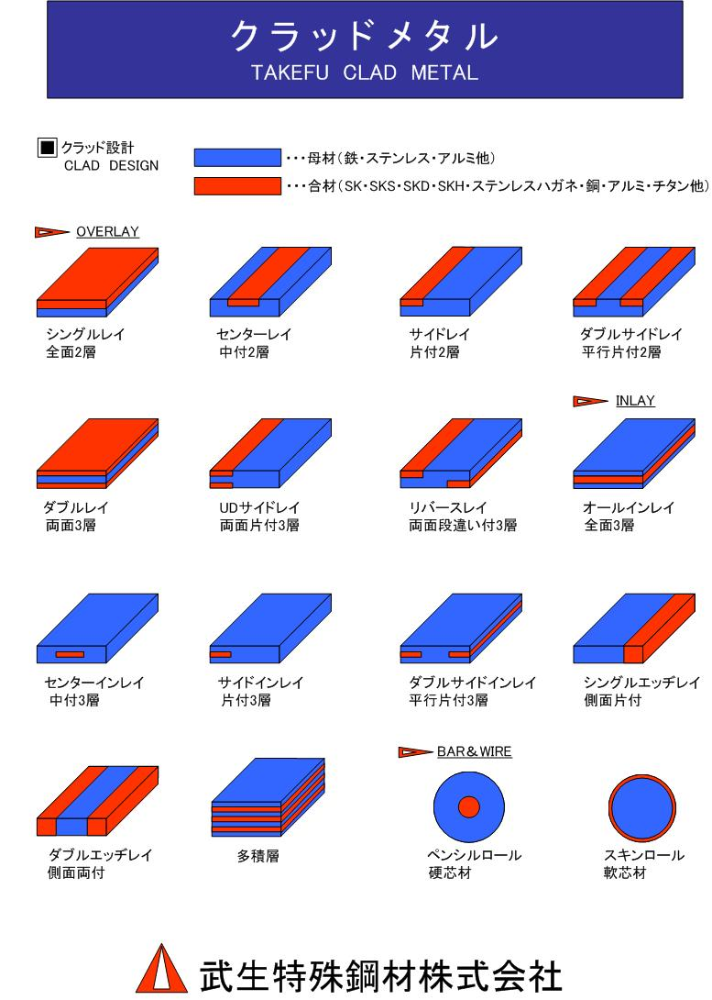 クラッドメタル
TAKEFU CLAD METAL
クラッド設計
CLAD DESIGN
･･･母材(鉄・ステンレス・アルミ他)
･･･合材(SK・SKS・SKD・SKH・ステンレスハガネ・銅・アルミ・チタン他)
OVERLAY
シングルレイ
全面2層
センターレイ
中付2層
サイドレイ
片付2層
ダブルサイドレイ
平行片付2層
INLAY
ダブルレイ
両面3層
UDサイドレイ
両面片付3層
リバースレイ
両面段違い付3層
オールインレイ
全面3層
センターインレイ
中付3層
サイドインレイ
片付3層
ダブルサイドインレイ
平行片付3層
シングルエッヂレイ
側面片付
BAR&WIRE
ダブルエッヂレイ
側面両付
多積層
ペンシルロール
硬芯材
スキンロール
軟芯材
武生特殊鋼材株式会社